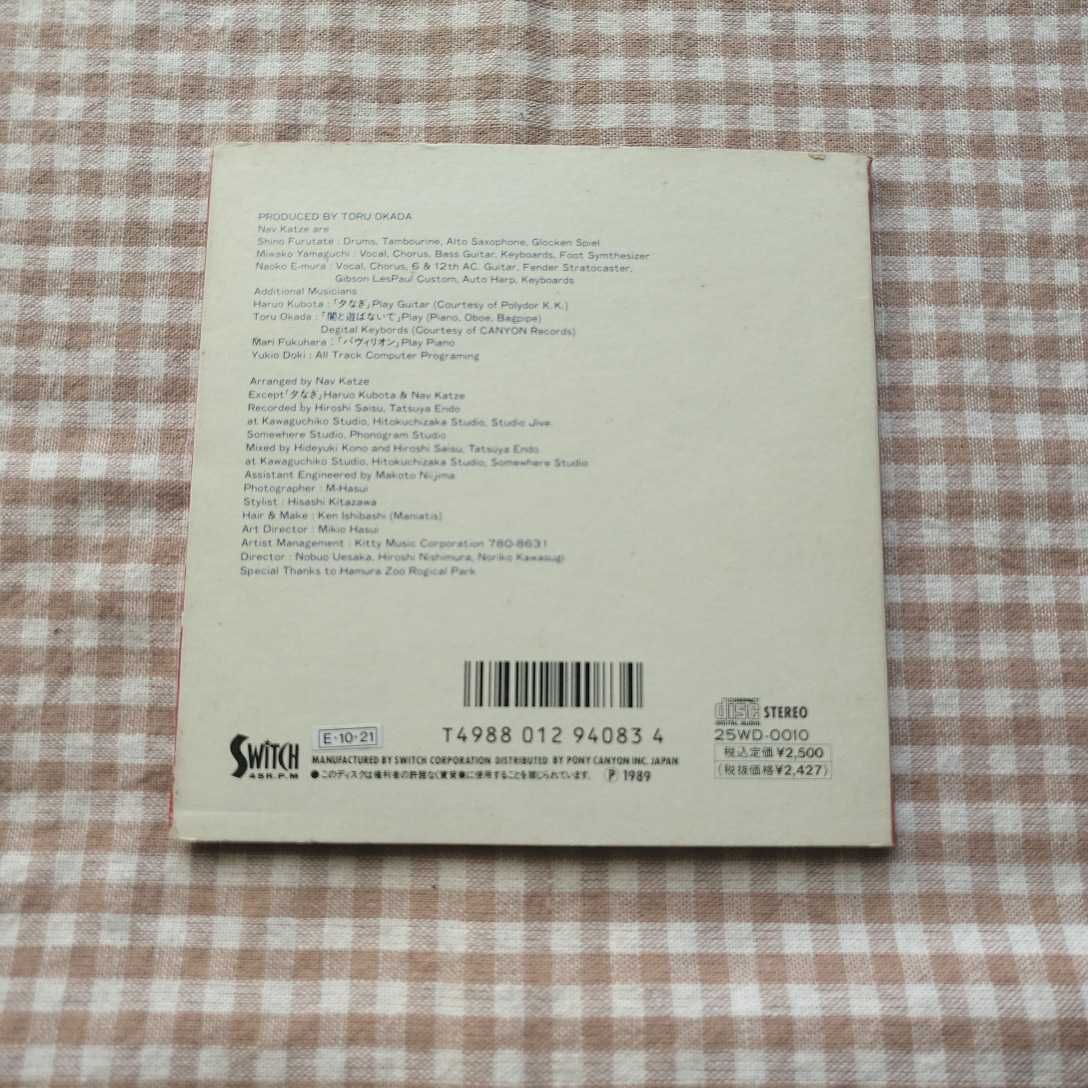 PRODUCED BY TORU OKADA
Nav Katze are
Shino Furutate : Drums, Tambourine, Alto Saxophone, Glocken Spiel
Miwako Yamaguchi : Vocal, Chorus, Bass Guitar, Keyboards, Foot Symthesizer
Naoko E-mura : Vocal, Chorus, 6 & 12th AC. Guitar, Fender Stratocaster,
Gibson LesPaul Custom, Auto Harp, Keyboards
Additional Musicians
Haruo Kubota : 「夕なぎ」Play Guitar (Courtesy of Polydor K.K.)
Toru Okada : 「闇と遊ばないで」Play (Piano, Oboe, Bagpipe)
Degital Keybords (Courtesy of CANYON Records)
Mari Fukuhara : 「パヴィリオン」Play Piano
Yukio Doki : All Track Computer Programing
Arranged by Nav Katze
Except「夕なぎ」Haruo Kubota & Nav Katze
Recorded by Hiroshi Saisu, Tatsuya Endo
at Kawaguchiko Studio, Hitokuchizaka Studio, Studio Jive
Somewhere Studio, Phonogram Studio
Mixed by Hideyuki Kono and Hiroshi Saisu, Tatsuya Endo
at Kawaguchiko Studio, Hitokuchizaka Studio, Somewhere Studio
Assistant Engineered by Makoto Niijima
Photographer : M-Hasui
Stylist : Hisashi Kitazawa
Hair & Make : Ken Ishibashi (Maniatis)
Art Director : Mikio Hasui
Artist Management : Kitty Music Corporation 780-8631
Director : Nobuo Uesaka, Hiroshi Nishimura, Noriko Kawasugi
Special Thanks to Hamura Zoo Rogical Park
SWiTCH
45R.P.M
E･10･21
T4988 012 94083 4
MANUFACTURED BY SWITCH CORPORATION DISTRIBUTED BY PONY CANYON INC. JAPAN
●このディスクは権利者の許諾なく賃貸業に使用することを禁じられています。 Ⓟ 1989
disc STEREO
DIGITAL AUDIO
25WD-0010
税込定価¥2,500
(税抜価格¥2,427)